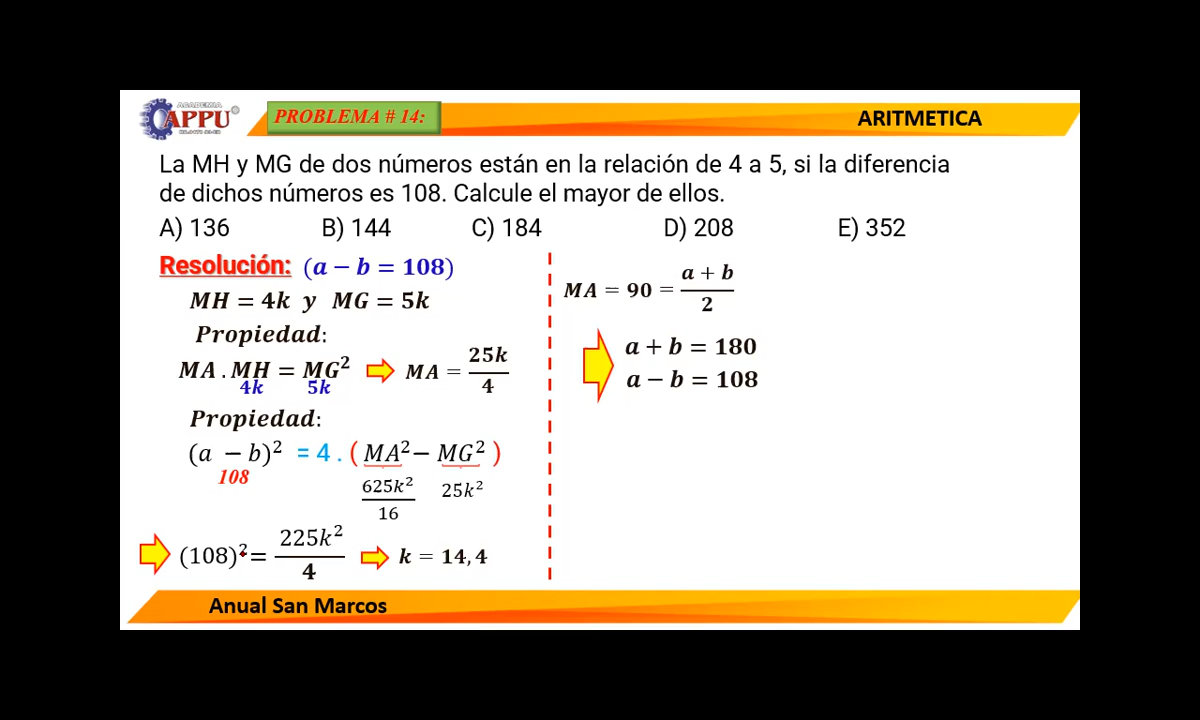 ACADEMIA
APPU
PROBLEMA # 14:
ARITMETICA
La MH y MG de dos números están en la relación de 4 a 5, si la diferencia
de dichos números es 108. Calcule el mayor de ellos.
A) 136 B) 144 C) 184 D) 208 E) 352
Resolución: (a − b = 108)
MH = 4k y MG = 5k
Propiedad:
MA . MH = MG² MA = 25k/4
4k 5k
Propiedad:
(a − b)² = 4 . ( MA² − MG² )
108
625k²/16 25k²
(108)² = 225k²/4 k = 14,4
MA = 90 = a + b/2
a + b = 180
a − b = 108
Anual San Marcos